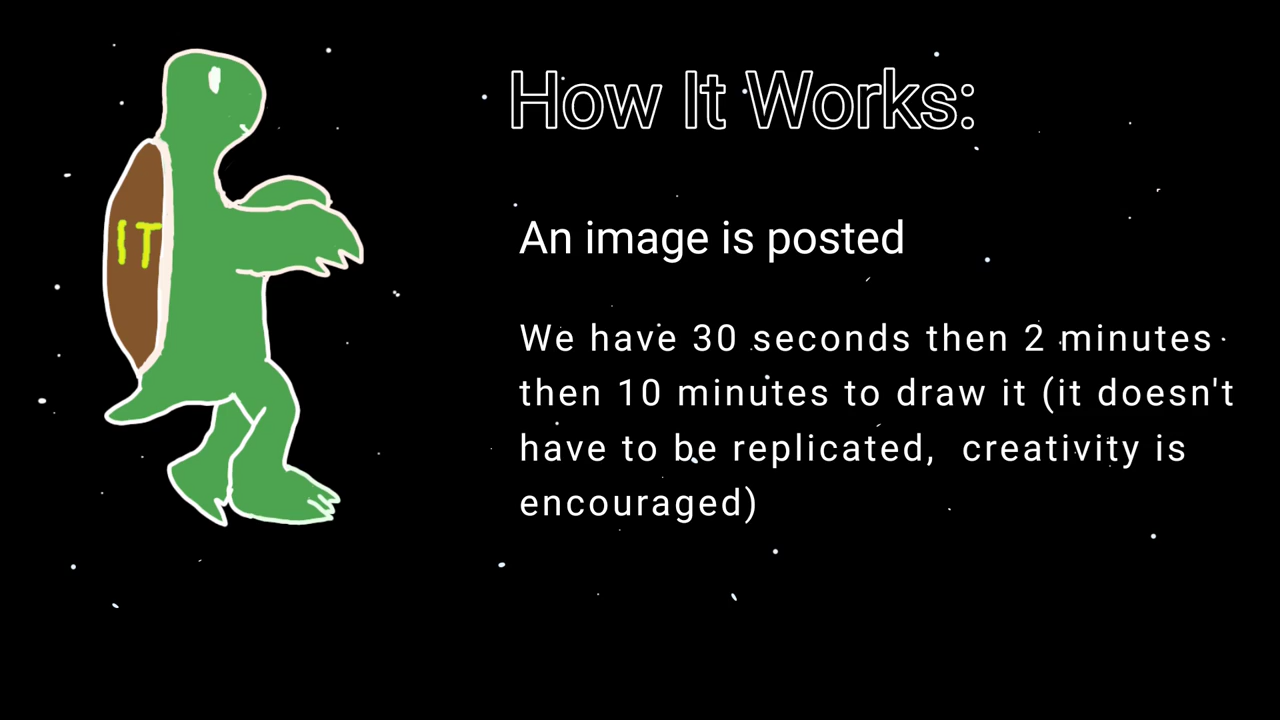 How It Works:
IT
An image is posted
We have 30 seconds then 2 minutes
then 10 minutes to draw it (it doesn't
have to be replicated,  creativity is
encouraged)